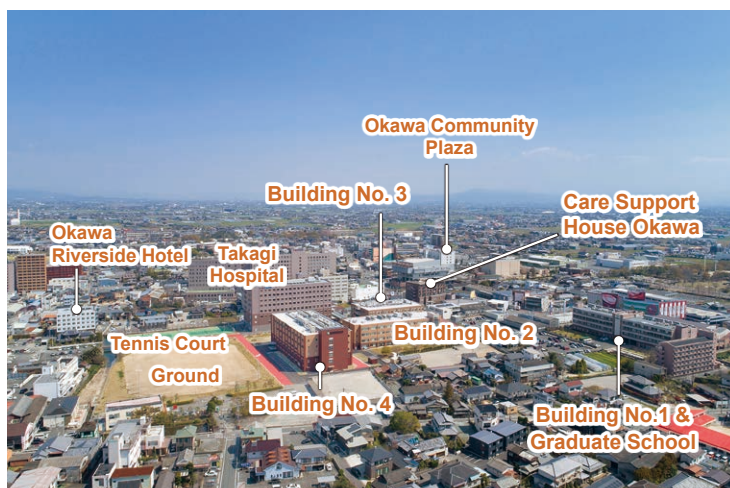 Okawa Community
Plaza
Building No. 3
Care Support
House Okawa
Okawa
Riverside Hotel
Takagi
Hospital
Tennis Court
Building No. 2
Ground
Building No. 4
Building No.1 &
Graduate School